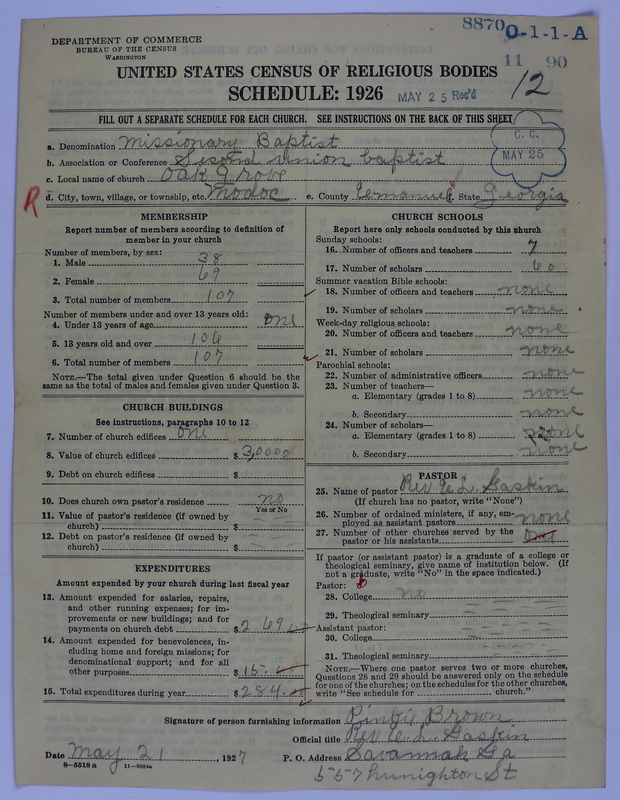 8870 O-1-1-A
DEPARTMENT OF COMMERCE
BUREAU OF THE CENSUS
WASHINGTON
11 90
UNITED STATES CENSUS OF RELIGIOUS BODIES
SCHEDULE: 1926
MAY 25 Rec'd
12
FILL OUT A SEPARATE SCHEDULE FOR EACH CHURCH. SEE INSTRUCTIONS ON THE BACK OF THIS SHEET
C. C.
MAY 25
a. Denomination Missionary Baptist
b. Association or Conference Second union baptist
c. Local name of church Oak grove
R
d. City, town, village, or township, etc. Modoc e. County Emanuel f. State Georgia
MEMBERSHIP
Report number of members according to definition of
member in your church
Number of members, by sex:
1. Male 38
2. Female 69
3. Total number of members 107
Number of members under and over 13 years old:
4. Under 13 years of age one
5. 13 years old and over 106
6. Total number of members 107
NOTE.—The total given under Question 6 should be the
same as the total of males and females given under Question 3.
CHURCH BUILDINGS
See instructions, paragraphs 10 to 12
7. Number of church edifices one
8. Value of church edifices $ 3,0000
9. Debt on church edifices $
10. Does church own pastor's residence no
Yes or No
11. Value of pastor's residence (if owned by
church) $
12. Debt on pastor's residence (if owned by
church) $
EXPENDITURES
Amount expended by your church during last fiscal year
13. Amount expended for salaries, repairs,
and other running expenses; for im-
provements or new buildings; and for
payments on church debt $ 269.00
14. Amount expended for benevolences, in-
cluding home and foreign missions; for
denominational support; and for all
other purposes $ 15.
15. Total expenditures during year $ 284.
CHURCH SCHOOLS
Report here only schools conducted by this church
Sunday schools:
16. Number of officers and teachers 7
17. Number of scholars 60
Summer vacation Bible schools:
18. Number of officers and teachers none
19. Number of scholars none
Week-day religious schools:
20. Number of officers and teachers none
21. Number of scholars none
Parochial schools:
22. Number of administrative officers none
23. Number of teachers—
a. Elementary (grades 1 to 8) none
b. Secondary none
24. Number of scholars—
a. Elementary (grades 1 to 8) none
b. Secondary none
PASTOR
25. Name of pastor Rev C. L. Gaskin
(If church has no pastor, write "None")
26. Number of ordained ministers, if any, em-
ployed as assistant pastors none
27. Number of other churches served by the
pastor or his assistants
If pastor (or assistant pastor) is a graduate of a college or
theological seminary, give name of institution below. (If
not a graduate, write "No" in the space indicated.)
Pastor:
28. College no
29. Theological seminary
Assistant pastor:
30. College
31. Theological seminary
NOTE.—Where one pastor serves two or more churches,
Questions 28 and 29 should be answered only on the schedule
for one of the churches; on the schedules for the other churches,
write "See schedule for church."
Signature of person furnishing information Brown
Official title Rev C. L. Gaskin
Date May 21, 1927 P. O. Address Savannah Ga
8—5518 a
557 St